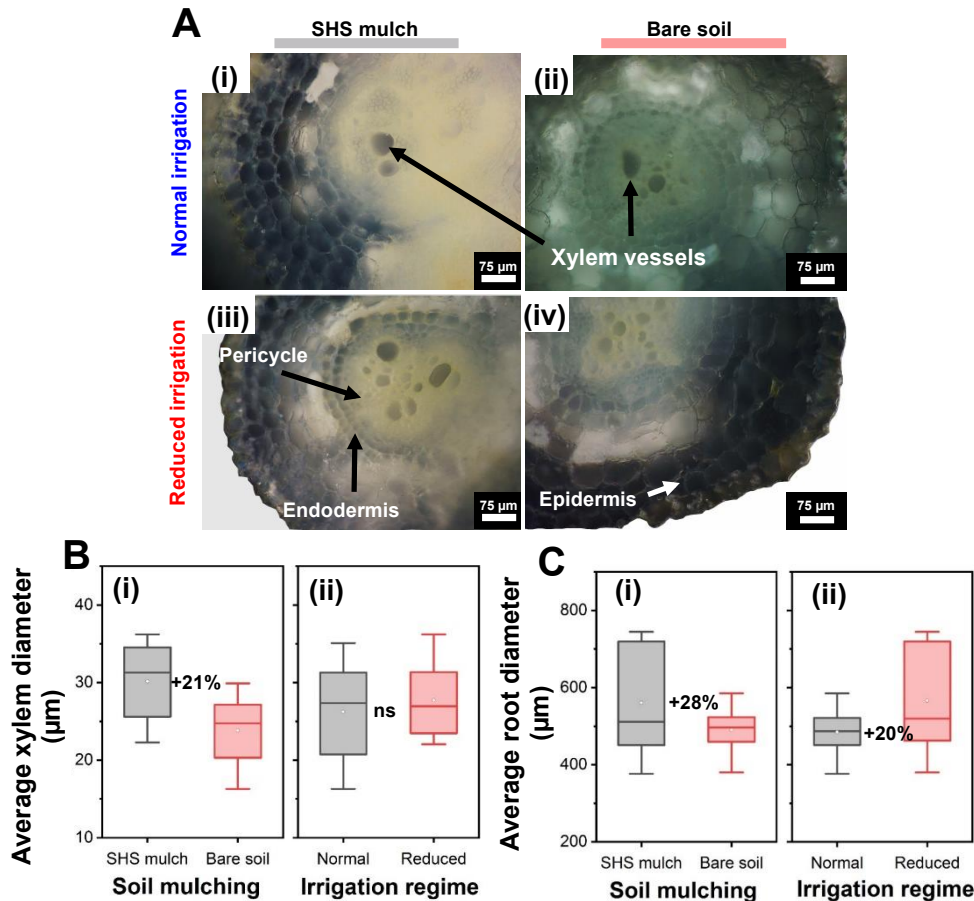 A
SHS mulch
Bare soil
Normal irrigation
(i)
(ii)
Xylem vessels
75 µm
75 µm
Reduced irrigation
(iii)
(iv)
Pericycle
Endodermis
Epidermis
75 µm
75 µm
B
(i)
(ii)
Average xylem diameter
(µm)
40
30
20
10
+21%
ns
SHS mulch
Bare soil
Normal
Reduced
Soil mulching
Irrigation regime
C
(i)
(ii)
Average root diameter
(µm)
800
600
400
200
+28%
+20%
SHS mulch
Bare soil
Normal
Reduced
Soil mulching
Irrigation regime